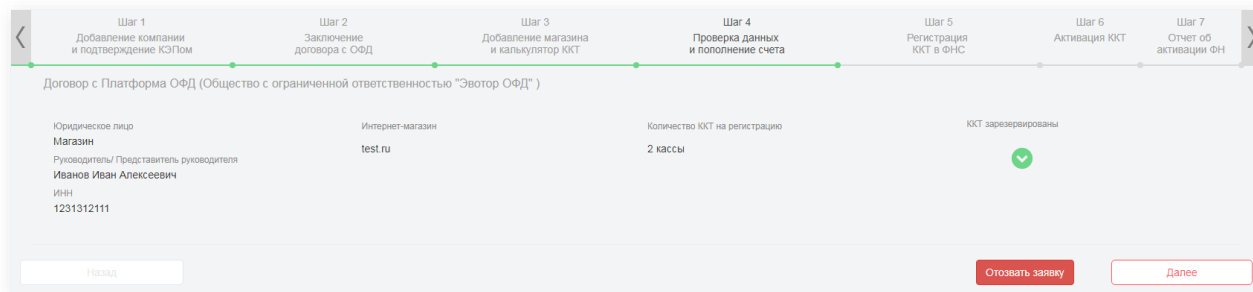 Шаг 1
Добавление компании
и подтверждение КЭПом
Шаг 2
Заключение
договора с ОФД
Шаг 3
Добавление магазина
и калькулятор ККТ
Шаг 4
Проверка данных
и пополнение счета
Шаг 5
Регистрация
ККТ в ФНС
Шаг 6
Активация ККТ
Шаг 7
Отчет об
активации ФН
Договор с Платформа ОФД (Общество с ограниченной ответственностью "Эвотор ОФД" )
Юридическое лицо
Магазин
Руководитель/ Представитель руководителя
Иванов Иван Алексеевич
ИНН
1231312111
Интернет-магазин
test.ru
Количество ККТ на регистрацию
2 кассы
ККТ зарезервированы
Назад
Отозвать заявку
Далее